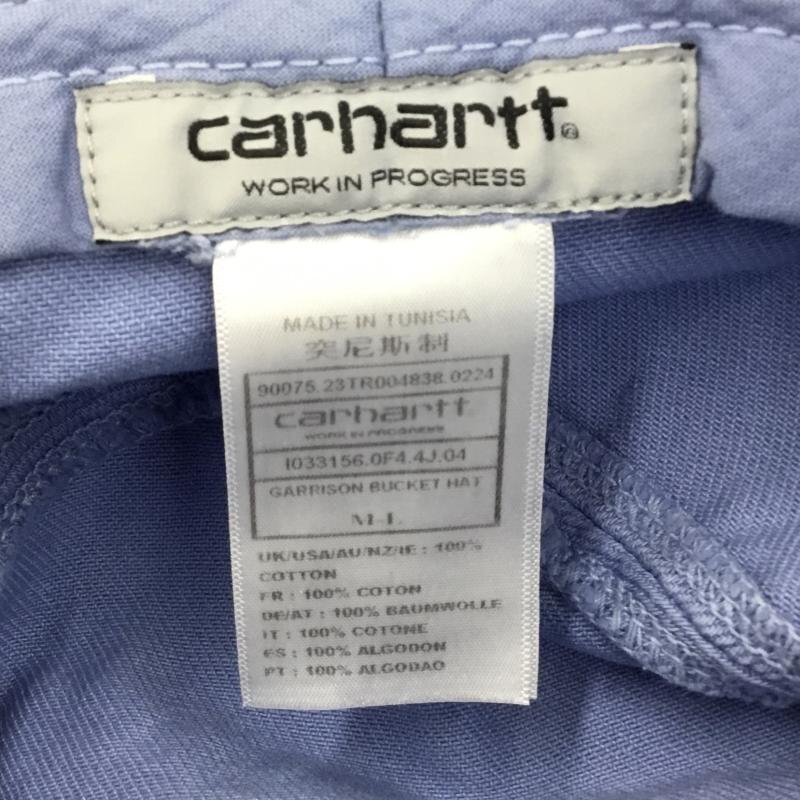 carhartt®
WORK IN PROGRESS
MADE IN TUNISIA
突尼斯制
90075.23TR004838.0224
carhartt
WORK IN PROGRESS
I033156.0F4.4J.04
GARRISON BUCKET HAT
M-L
UK/USA/AU/NZ/IE : 100%
COTTON
FR : 100% COTON
DE/AT : 100% BAUMWOLLE
IT : 100% COTONE
ES : 100% ALGODON
PT : 100% ALGODAO